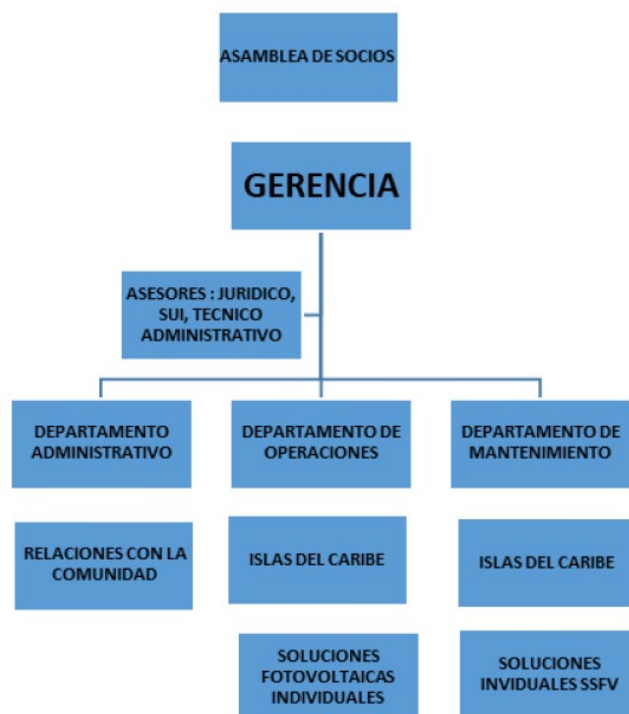 ASAMBLEA DE SOCIOS
GERENCIA
ASESORES : JURIDICO,
SUI, TECNICO
ADMINISTRATIVO
DEPARTAMENTO
ADMINISTRATIVO
DEPARTAMENTO DE
OPERACIONES
DEPARTAMENTO DE
MANTENIMIENTO
RELACIONES CON LA
COMUNIDAD
ISLAS DEL CARIBE
ISLAS DEL CARIBE
SOLUCIONES
FOTOVOLTAICAS
INDIVIDUALES
SOLUCIONES
INVIDUALES SSFV